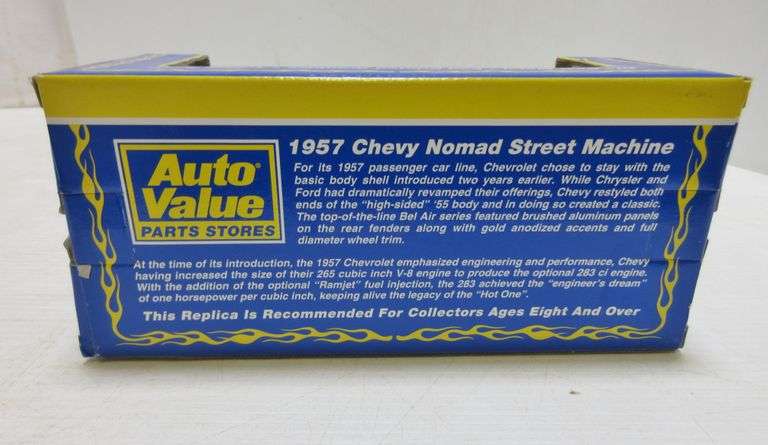 Auto®
Value
PARTS STORES
1957 Chevy Nomad Street Machine
For its 1957 passenger car line, Chevrolet chose to stay with the
basic body shell introduced two years earlier. While Chrysler and
Ford had dramatically revamped their offerings, Chevy restyled both
ends of the "high-sided" '55 body and in doing so created a classic.
The top-of-the-line Bel Air series featured brushed aluminum panels
on the rear fenders along with gold anodized accents and full
diameter wheel trim.
At the time of its introduction, the 1957 Chevrolet emphasized engineering and performance, Chevy
having increased the size of their 265 cubic inch V-8 engine to produce the optional 283 ci engine.
With the addition of the optional "Ramjet" fuel injection, the 283 achieved the "engineer's dream"
of one horsepower per cubic inch, keeping alive the legacy of the "Hot One".
This Replica Is Recommended For Collectors Ages Eight And Over